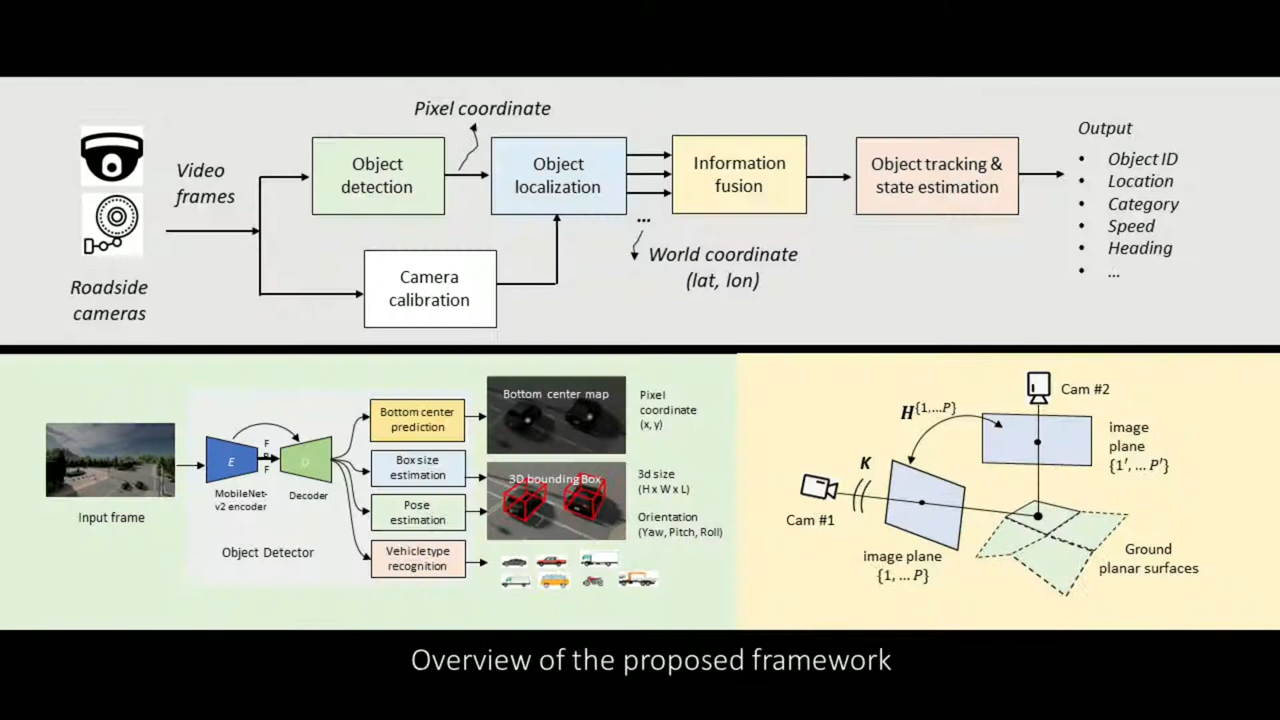 Pixel coordinate
Video
frames
Roadside
cameras
Object
detection
Object
localization
Information
fusion
Object tracking &
state estimation
Camera
calibration
...
World coordinate
(lat, lon)
Output
• Object ID
• Location
• Category
• Speed
• Heading
• ...
Input frame
E
F
F
D
MobileNet-
v2 encoder
Decoder
Object Detector
Bottom center
prediction
Box size
estimation
Pose
estimation
Vehicle type
recognition
Bottom center map
3D bounding Box
Pixel
coordinate
(x, y)
3d size
(H x W x L)
Orientation
(Yaw, Pitch, Roll)
Cam #2
H{1,...P}
image
plane
{1′, ... P′}
K
Cam #1
image plane
{1, ... P}
Ground
planar surfaces
Overview of the proposed framework